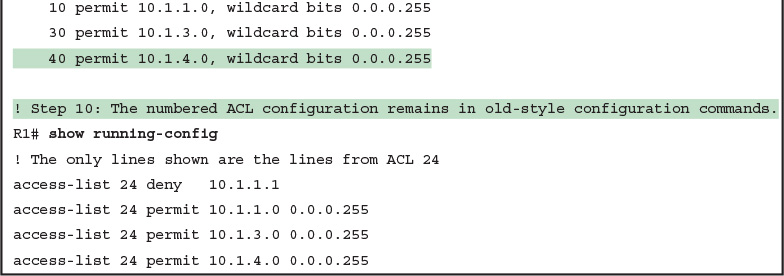 10 permit 10.1.1.0, wildcard bits 0.0.0.255
30 permit 10.1.3.0, wildcard bits 0.0.0.255
40 permit 10.1.4.0, wildcard bits 0.0.0.255
! Step 10: The numbered ACL configuration remains in old-style configuration commands.
R1# show running-config
! The only lines shown are the lines from ACL 24
access-list 24 deny   10.1.1.1
access-list 24 permit 10.1.1.0 0.0.0.255
access-list 24 permit 10.1.3.0 0.0.0.255
access-list 24 permit 10.1.4.0 0.0.0.255